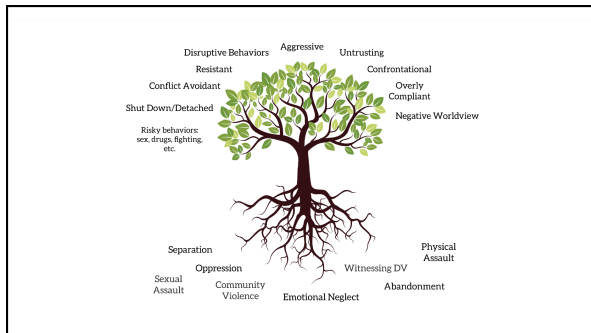 Disruptive Behaviors
Aggressive
Untrusting
Resistant
Confrontational
Conflict Avoidant
Overly
Compliant
Shut Down/Detached
Negative Worldview
Risky behaviors:
sex, drugs, fighting,
etc.
Separation
Physical
Assault
Oppression
Witnessing DV
Sexual
Assault
Community
Violence
Emotional Neglect
Abandonment